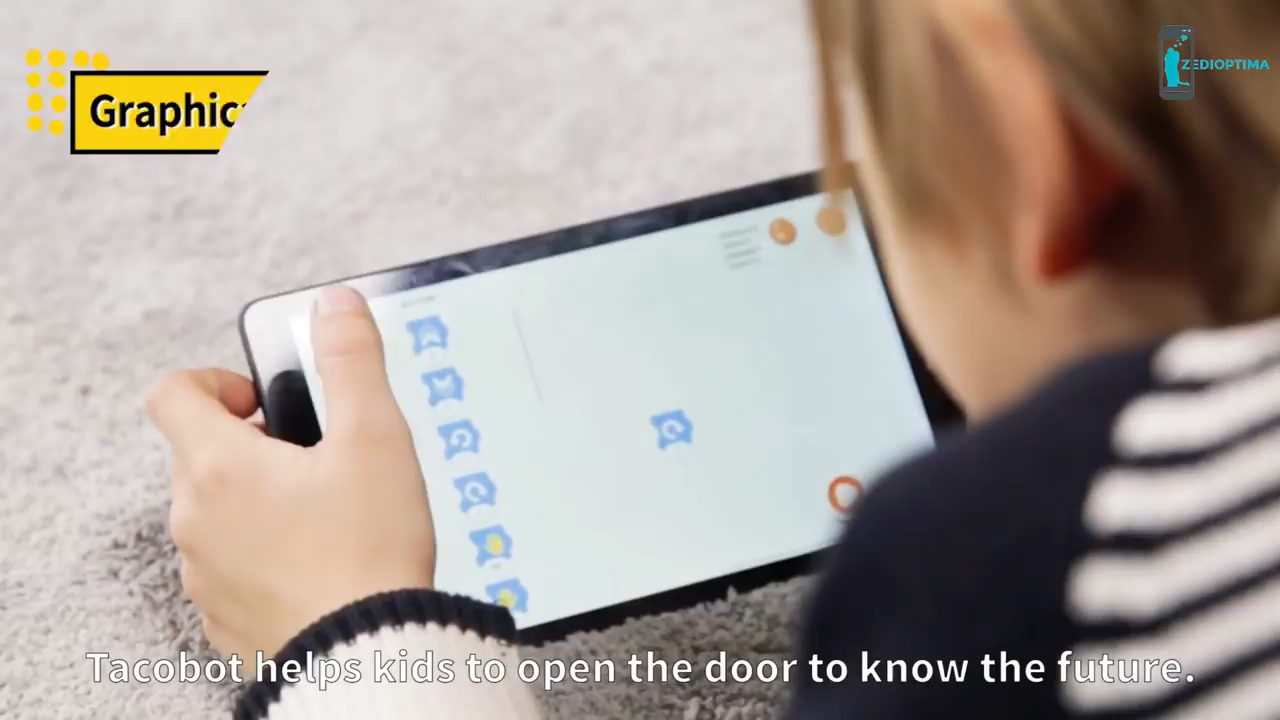 Graphic
ZEDIOPTIMA
Tacobot helps kids to open the door to know the future.